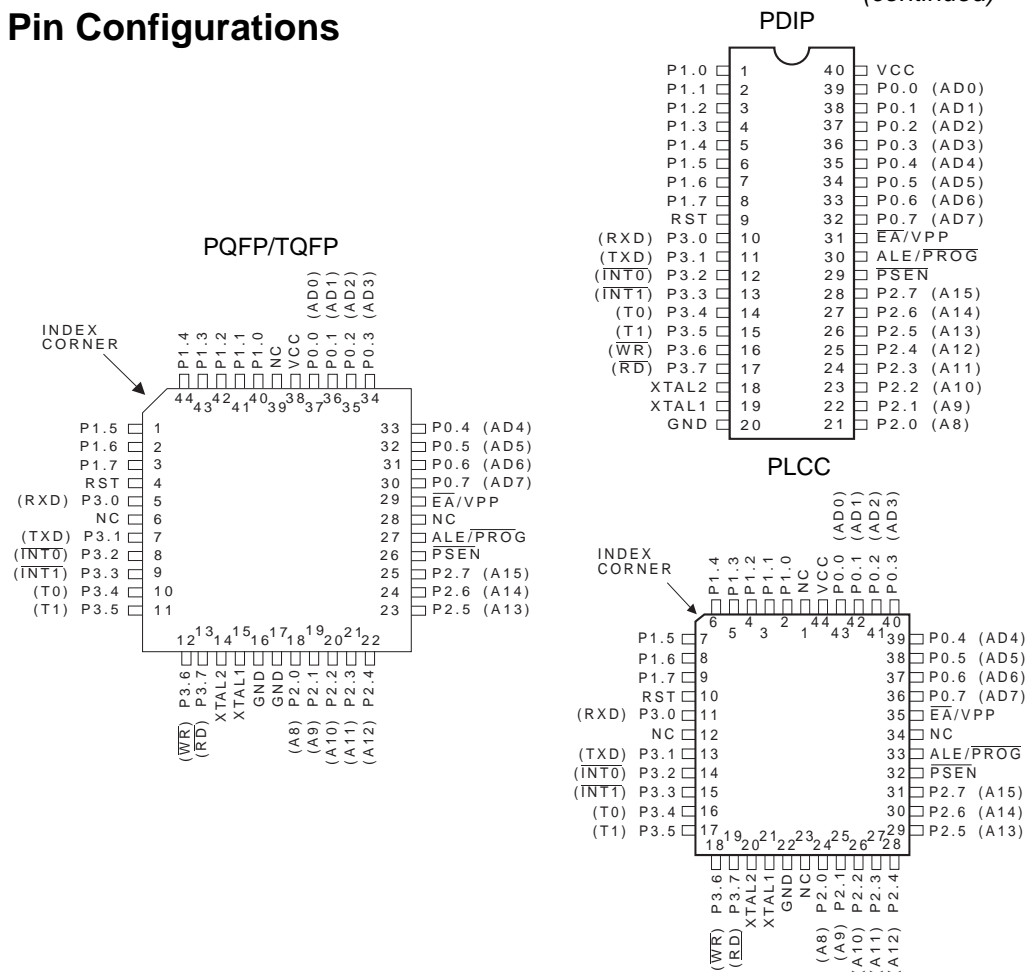 (continued)
Pin Configurations
PDIP
P1.0 1 40 VCC
P1.1 2 39 P0.0 (AD0)
P1.2 3 38 P0.1 (AD1)
P1.3 4 37 P0.2 (AD2)
P1.4 5 36 P0.3 (AD3)
P1.5 6 35 P0.4 (AD4)
P1.6 7 34 P0.5 (AD5)
P1.7 8 33 P0.6 (AD6)
RST 9 32 P0.7 (AD7)
(RXD) P3.0 10 31 EA/VPP
(TXD) P3.1 11 30 ALE/PROG
(INT0) P3.2 12 29 PSEN
(INT1) P3.3 13 28 P2.7 (A15)
(T0) P3.4 14 27 P2.6 (A14)
(T1) P3.5 15 26 P2.5 (A13)
(WR) P3.6 16 25 P2.4 (A12)
(RD) P3.7 17 24 P2.3 (A11)
XTAL2 18 23 P2.2 (A10)
XTAL1 19 22 P2.1 (A9)
GND 20 21 P2.0 (A8)
PQFP/TQFP
INDEX
CORNER
P1.4
P1.3
P1.2
P1.1
P1.0
NC
VCC
P0.0 (AD0)
P0.1 (AD1)
P0.2 (AD2)
P0.3 (AD3)
44 43 42 41 40 39 38 37 36 35 34
P1.5 1 33 P0.4 (AD4)
P1.6 2 32 P0.5 (AD5)
P1.7 3 31 P0.6 (AD6)
RST 4 30 P0.7 (AD7)
(RXD) P3.0 5 29 EA/VPP
NC 6 28 NC
(TXD) P3.1 7 27 ALE/PROG
(INT0) P3.2 8 26 PSEN
(INT1) P3.3 9 25 P2.7 (A15)
(T0) P3.4 10 24 P2.6 (A14)
(T1) P3.5 11 23 P2.5 (A13)
12 13 14 15 16 17 18 19 20 21 22
(WR) P3.6
(RD) P3.7
XTAL2
XTAL1
GND
GND
(A8) P2.0
(A9) P2.1
(A10) P2.2
(A11) P2.3
(A12) P2.4
PLCC
INDEX
CORNER
P1.4
P1.3
P1.2
P1.1
P1.0
NC
VCC
P0.0 (AD0)
P0.1 (AD1)
P0.2 (AD2)
P0.3 (AD3)
6 5 4 3 2 1 44 43 42 41 40
P1.5 7 39 P0.4 (AD4)
P1.6 8 38 P0.5 (AD5)
P1.7 9 37 P0.6 (AD6)
RST 10 36 P0.7 (AD7)
(RXD) P3.0 11 35 EA/VPP
NC 12 34 NC
(TXD) P3.1 13 33 ALE/PROG
(INT0) P3.2 14 32 PSEN
(INT1) P3.3 15 31 P2.7 (A15)
(T0) P3.4 16 30 P2.6 (A14)
(T1) P3.5 17 29 P2.5 (A13)
18 19 20 21 22 23 24 25 26 27 28
(WR) P3.6
(RD) P3.7
XTAL2
XTAL1
GND
NC
(A8) P2.0
(A9) P2.1
A10) P2.2
A11) P2.3
A12) P2.4